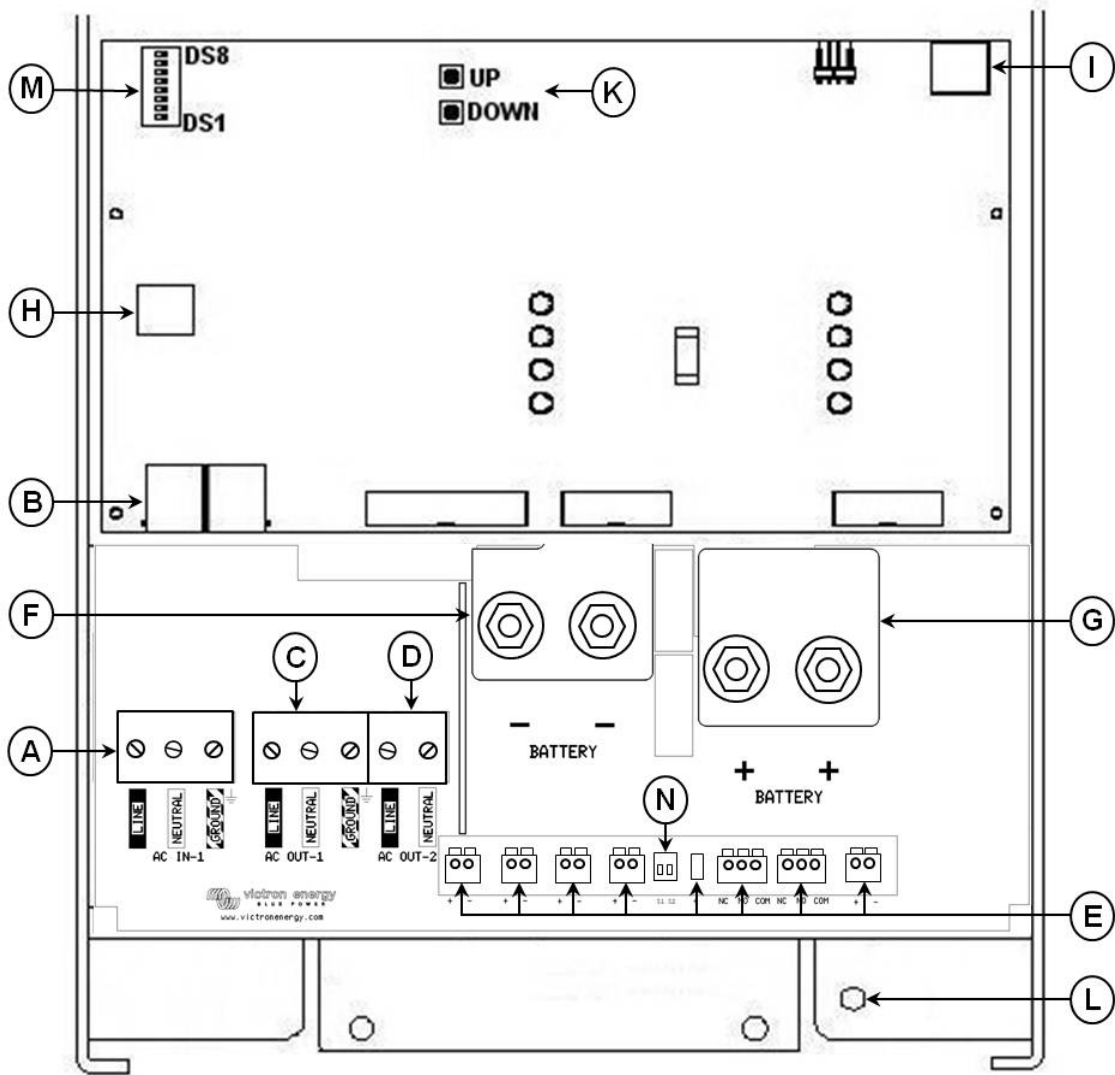 DS8
M
UP
K
I
DOWN
DS1
H
B
F
G
C
D
A
- -
BATTERY
+ +
BATTERY
N
LINE NEUTRAL GROUND LINE NEUTRAL GROUND LINE NEUTRAL
AC IN-1 AC OUT-1 AC OUT-2
victron energy
BLUE POWER
www.victronenergy.com
+ - + - + - + - S1 S2 NC NO COM NC NO COM + -
E
L